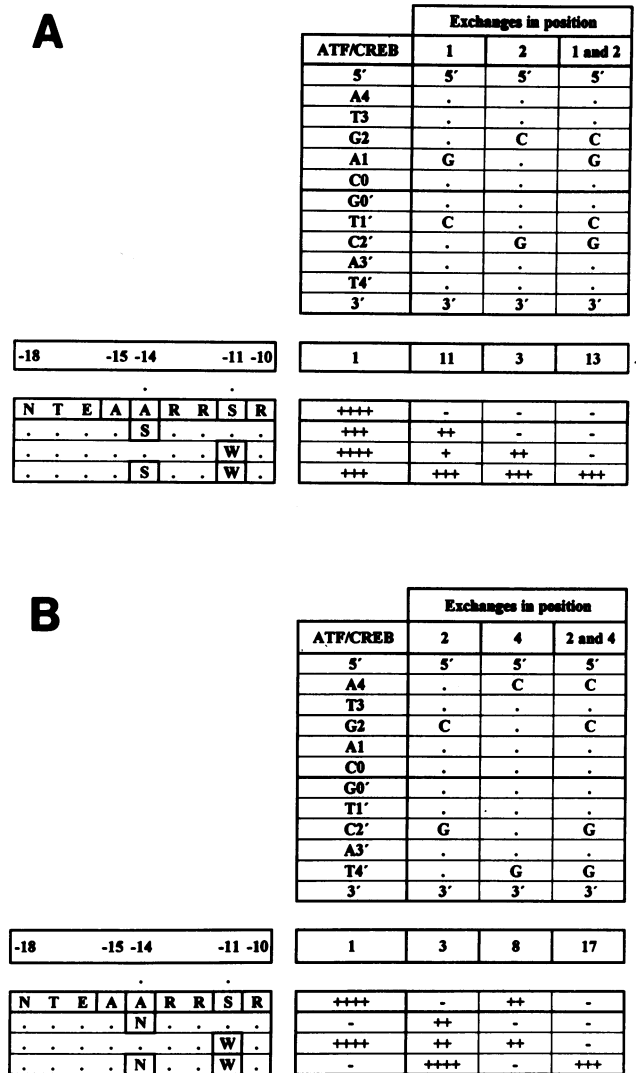 A
Exchanges in position
ATF/CREB 1 2 1 and 2
5´ 5´ 5´ 5´
A4 . . .
T3 . . .
G2 . C C
A1 G . G
C0 . . .
G0´ . . .
T1´ C . C
C2´ . G G
A3´ . . .
T4´ . . .
3´ 3´ 3´ 3´
-18 -15 -14 -11 -10 1 11 3 13
. .
N T E A A R R S R ++++ - - -
. . . . S . . . . +++ ++ - -
. . . . . . . W . ++++ + ++ -
. . . . S . . W . +++ +++ +++ +++
B
Exchanges in position
ATF/CREB 2 4 2 and 4
5´ 5´ 5´ 5´
A4 . C C
T3 . . .
G2 C . C
A1 . . .
C0 . . .
G0´ . . .
T1´ . . .
C2´ G . G
A3´ . . .
T4´ . G G
3´ 3´ 3´ 3´
-18 -15 -14 -11 -10 1 3 8 17
. .
N T E A A R R S R ++++ - ++ -
. . . . N . . . . - ++ - -
. . . . . . . W . ++++ ++ ++ -
. . . . N . . W . - ++++ - +++